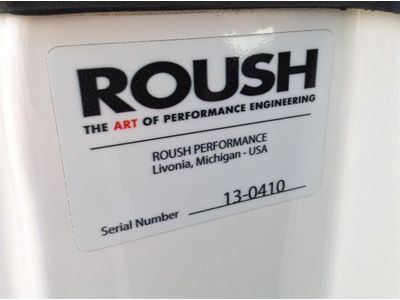 ROUSH
THE ART OF PERFORMANCE ENGINEERING
ROUSH PERFORMANCE
Livonia, Michigan - USA
Serial Number 13-0410